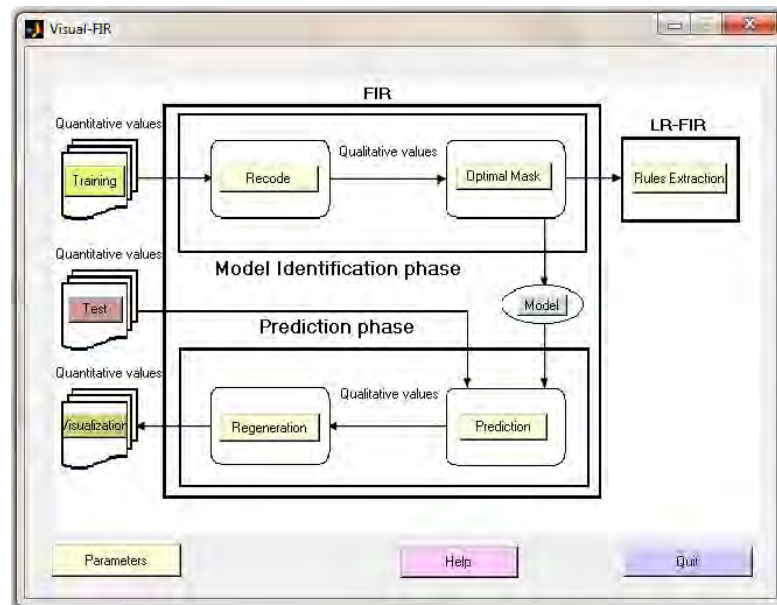 Visual-FIR
FIR
Quantitative values
LR-FIR
Training
Recode
Qualitative values
Optimal Mask
Rules Extraction
Quantitative values
Model Identification phase
Test
Model
Prediction phase
Quantitative values
Visualization
Regeneration
Qualitative values
Prediction
Parameters
Help
Quit